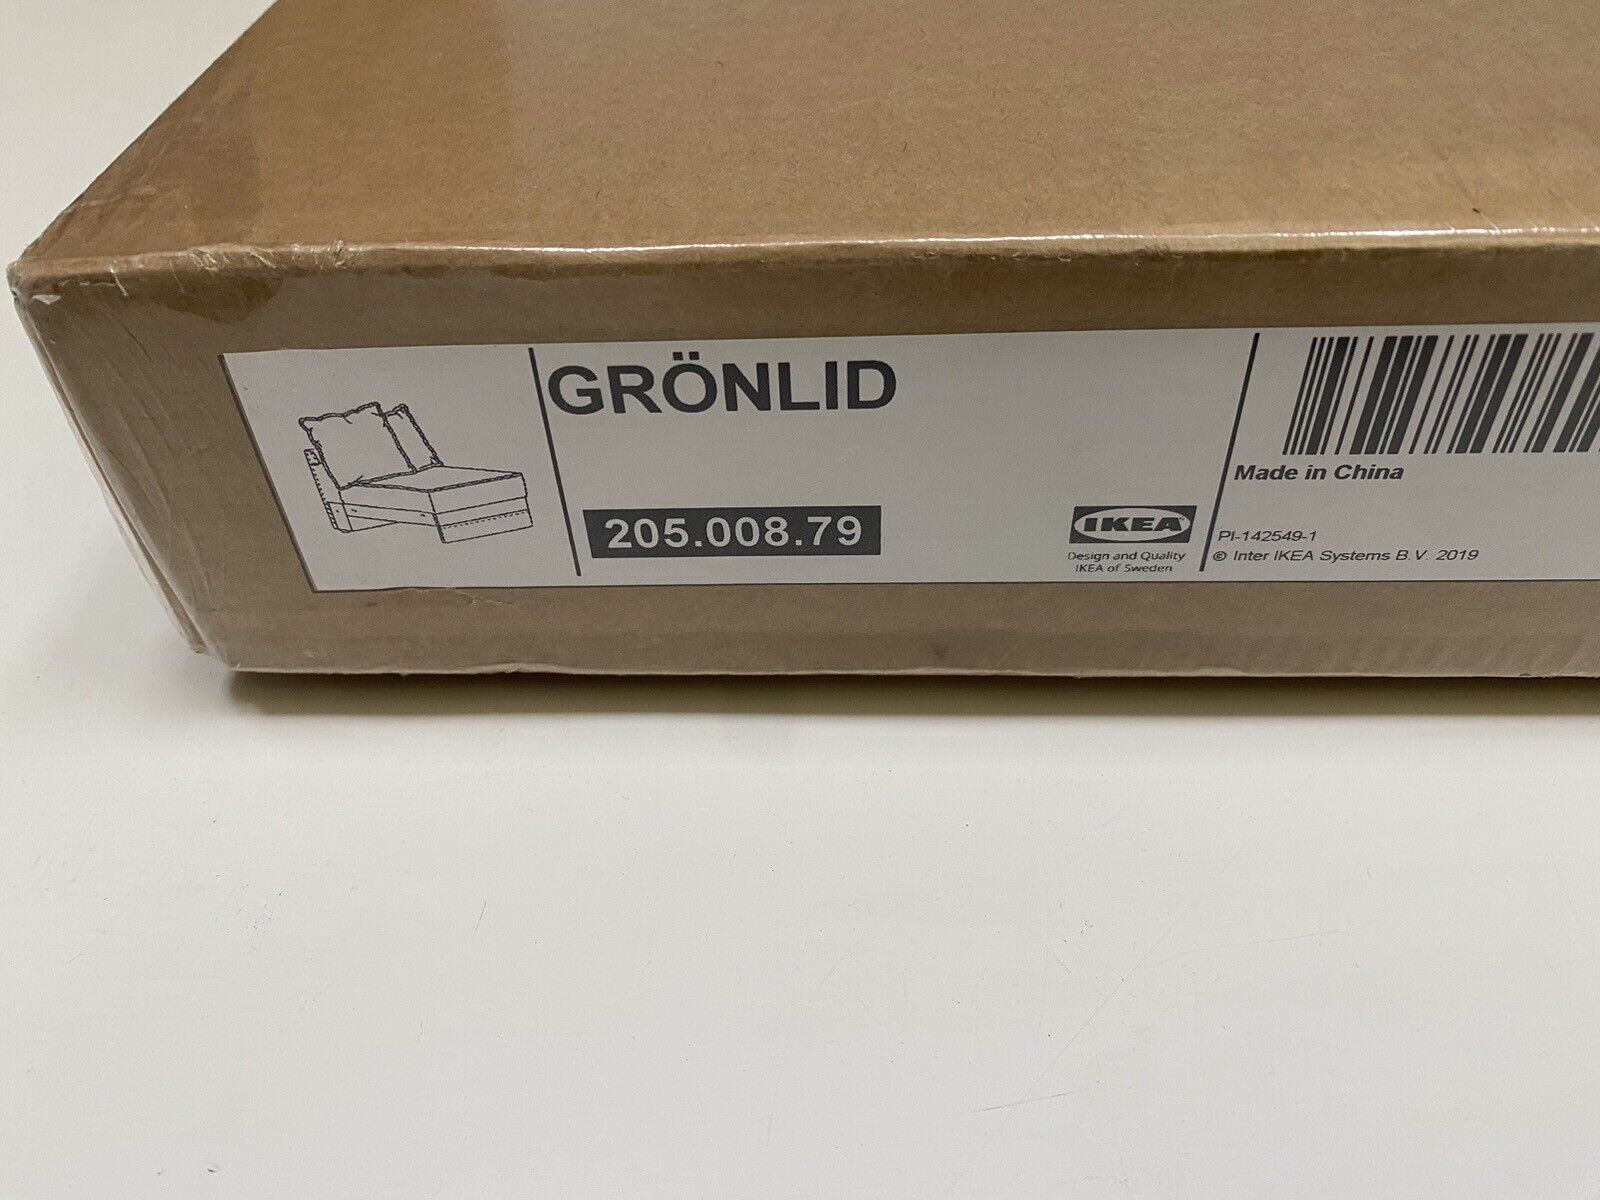 GRÖNLID
205.008.79
IKEA
Design and Quality
IKEA of Sweden
Made in China
PI-142549-1
© Inter IKEA Systems B.V. 2019